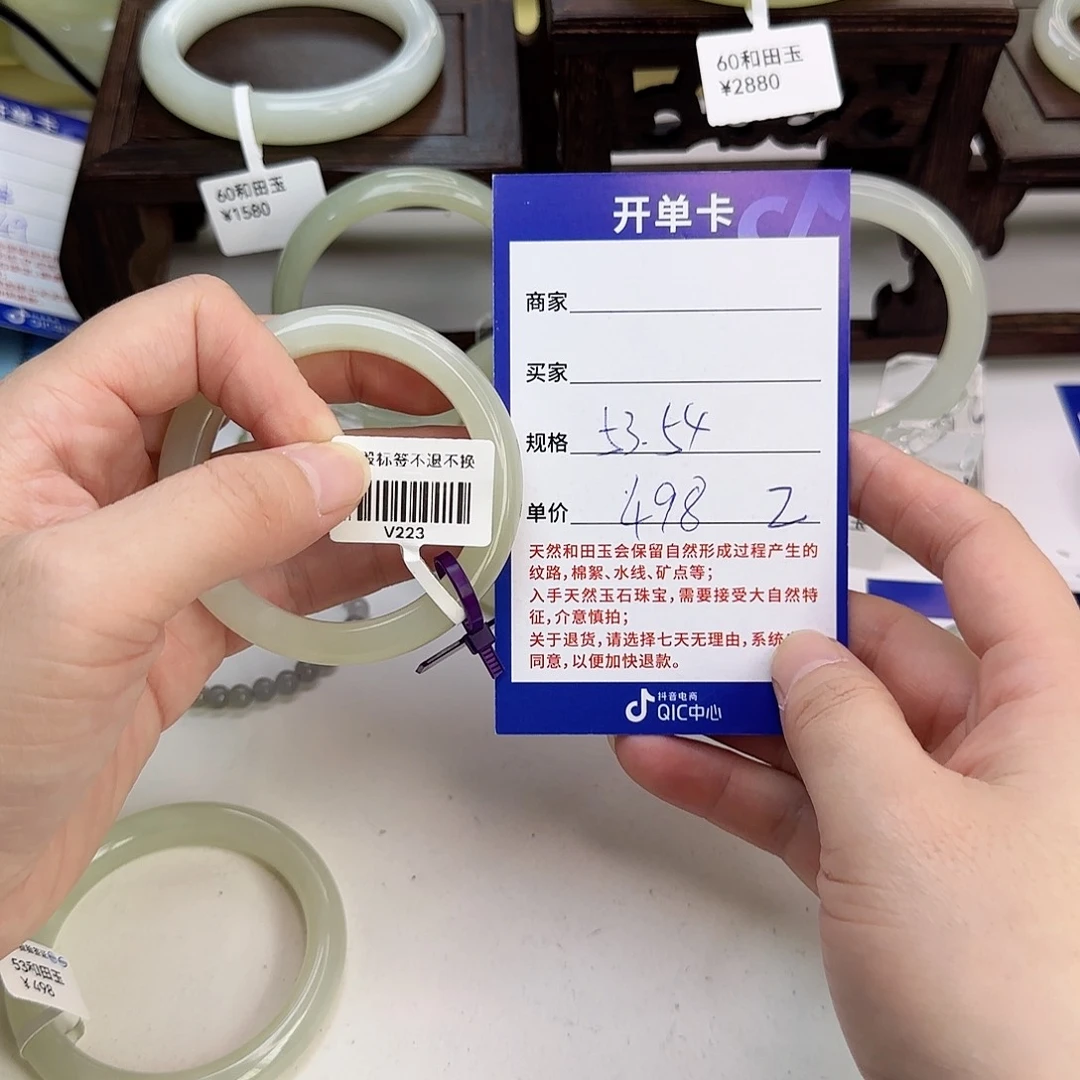 60和田玉
¥2880
60和田玉
¥1580
开单卡
商家
买家
规格 53.54
单价 498 2
天然和田玉会保留自然形成过程产生的
纹路,棉絮、水线、矿点等;
入手天然玉石珠宝,需要接受大自然特
征,介意慎拍;
关于退货,请选择七天无理由,系统
同意,以便加快退款。
抖音电商
QIC中心
标签不退不换
V223
53和田玉
¥498
单卡